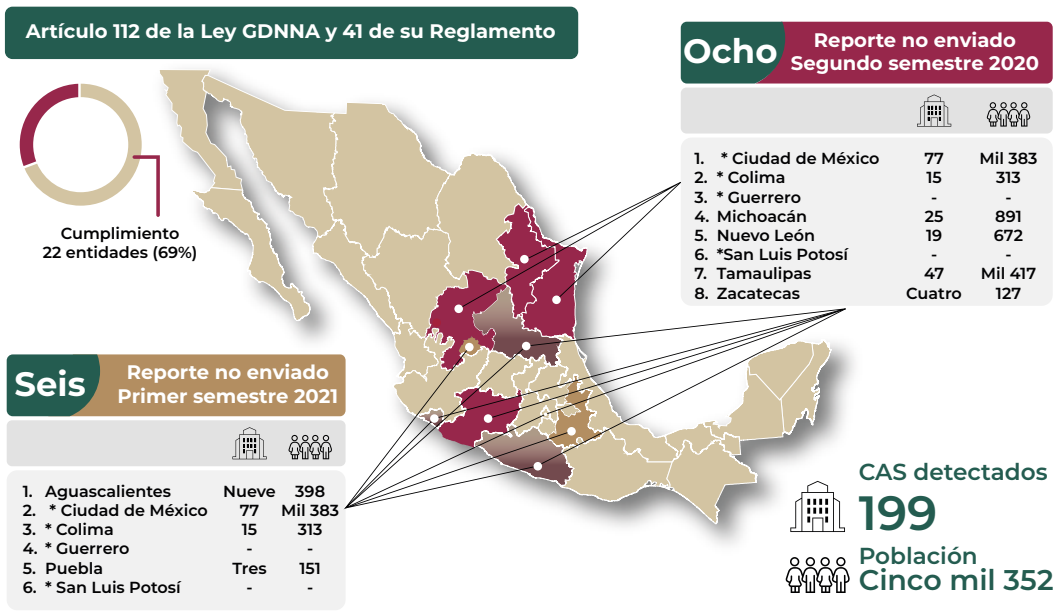 Artículo 112 de la Ley GDNNA y 41 de su Reglamento
Cumplimiento
22 entidades (69%)
Ocho
Reporte no enviado
Segundo semestre 2020
1. * Ciudad de México 77 Mil 383
2. * Colima 15 313
3. * Guerrero - -
4. Michoacán 25 891
5. Nuevo León 19 672
6. *San Luis Potosí - -
7. Tamaulipas 47 Mil 417
8. Zacatecas Cuatro 127
Seis
Reporte no enviado
Primer semestre 2021
1. Aguascalientes Nueve 398
2. * Ciudad de México 77 Mil 383
3. * Colima 15 313
4. * Guerrero - -
5. Puebla Tres 151
6. * San Luis Potosí - -
CAS detectados
199
Población
Cinco mil 352